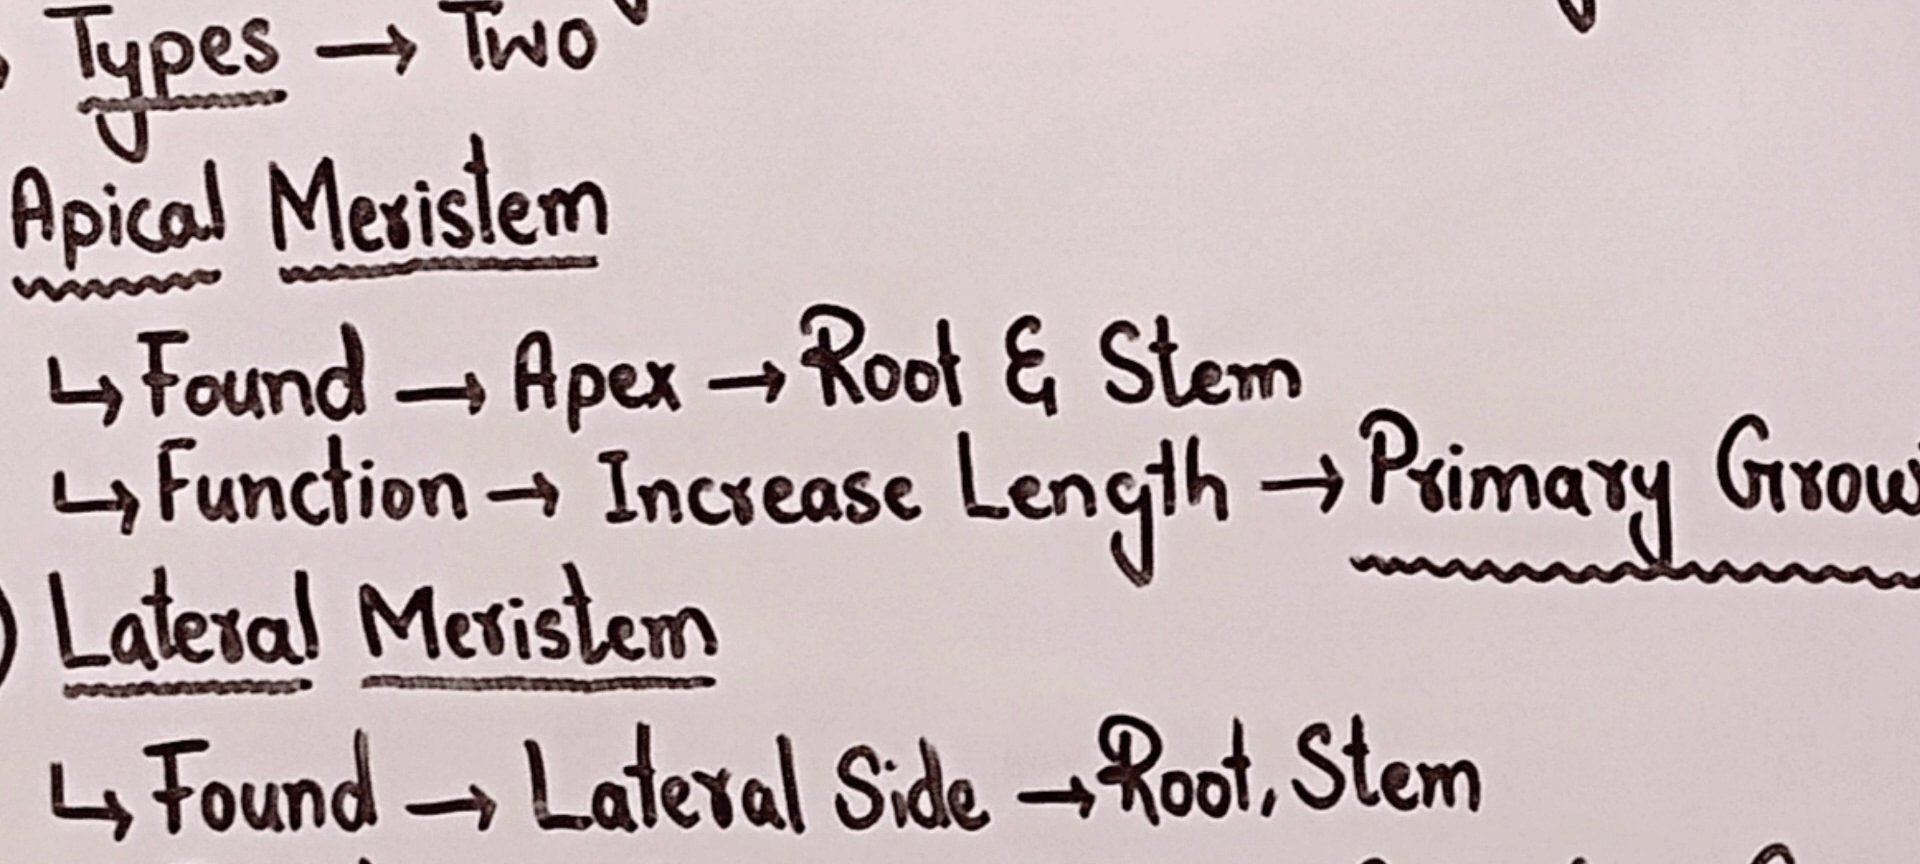 Types → Two
Apical Meristem
↳ Found → Apex → Root & Stem
↳ Function → Increase Length → Primary Grow
) Lateral Meristem
↳ Found → Lateral Side → Root, Stem